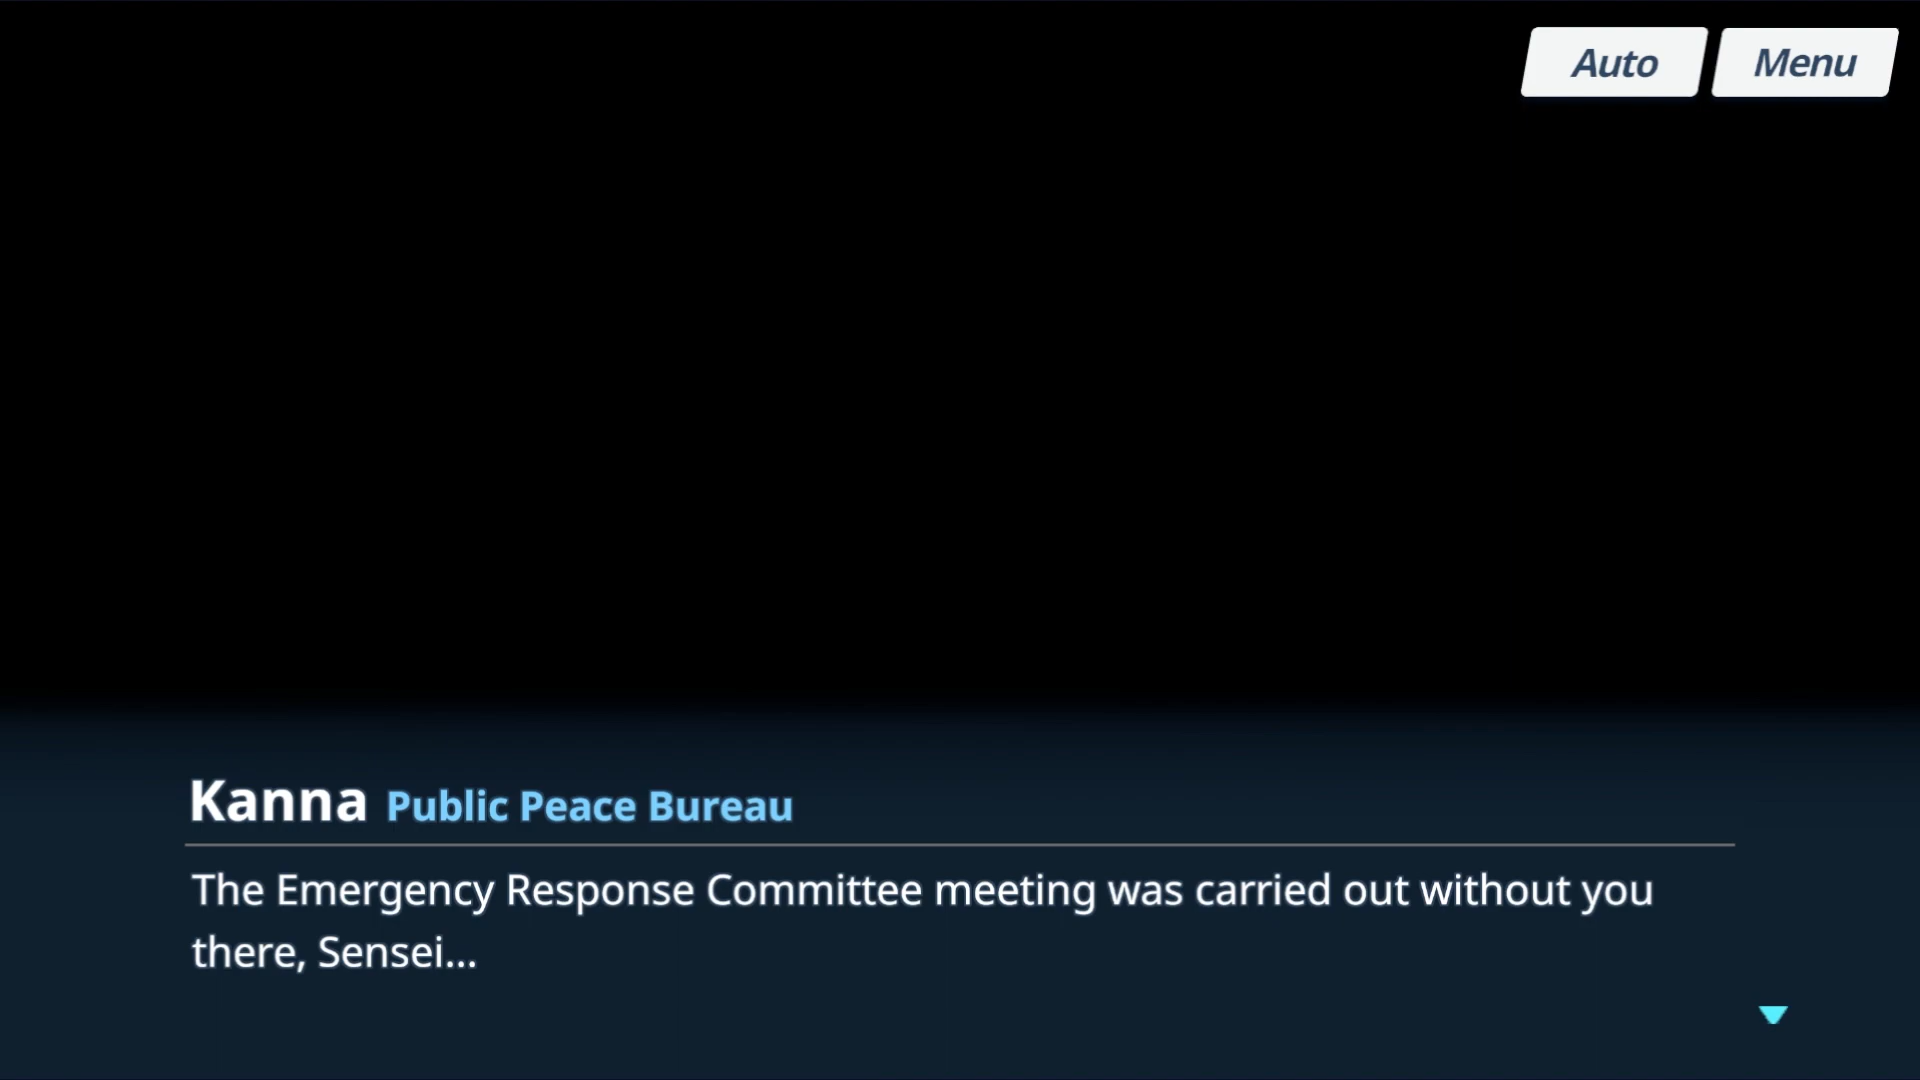 Auto Menu
Kanna Public Peace Bureau
The Emergency Response Committee meeting was carried out without you
there, Sensei...